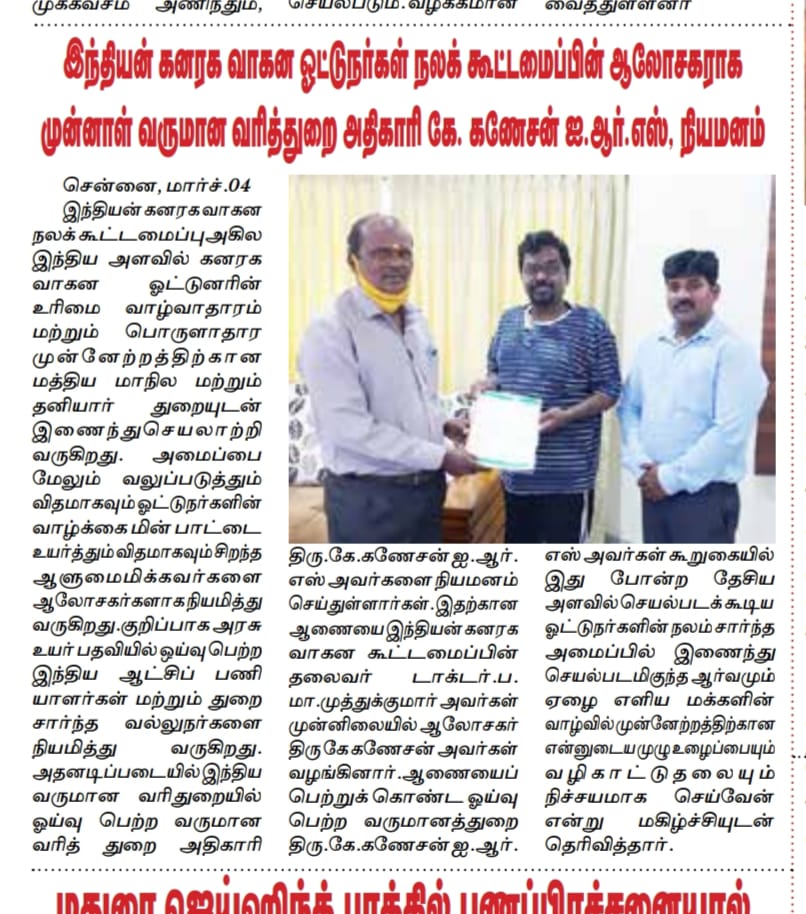 முககவசம் அணிந்தும்,
செயல்படும்.வழக்கமான
வைத்துள்ளனர்
இந்தியன் கனரக வாகன ஓட்டுநர்கள் நலக் கூட்டமைப்பின் ஆலோசகராக
முன்னாள் வருமான வரித்துறை அதிகாரி கே. கணேசன் ஐ.ஆர்.எஸ், நியமனம்
சென்னை, மார்ச்.04
இந்தியன் கனரக வாகன
நலக் கூட்டமைப்பு அகில
இந்திய அளவில் கனரக
வாகன ஓட்டுனரின்
உரிமை வாழ்வாதாரம்
மற்றும் பொருளாதார
முன்னேற்றத்திற்கான
மத்திய மாநில மற்றும்
தனியார் துறையுடன்
இணைந்து செயலாற்றி
வருகிறது. அமைப்பை
மேலும் வலுப்படுத்தும்
விதமாகவும் ஓட்டுநர்களின்
வாழ்க்கை மின் பாட்டை
உயர்த்தும் விதமாகவும் சிறந்த
ஆளுமைமிக்கவர்களை
ஆலோசகர்களாக நியமித்து
வருகிறது.குறிப்பாக அரசு
உயர் பதவியில் ஒய்வு பெற்ற
இந்திய ஆட்சிப் பணி
யாளர்கள் மற்றும் துறை
சார்ந்த வல்லுநர்களை
நியமித்து வருகிறது.
அதனடிப்படையில் இந்திய
வருமான வரிதுறையில்
ஓய்வு பெற்ற வருமான
வரித் துறை அதிகாரி
திரு.கே.கணேசன் ஐ.ஆர்.
எஸ் அவர்களை நியமனம்
செய்துள்ளார்கள்.இதற்கான
ஆணையை இந்தியன் கனரக
வாகன கூட்டமைப்பின்
தலைவர் டாக்டர்.ப.
மா.முத்துக்குமார் அவர்கள்
முன்னிலையில் ஆலோசகர்
திரு கே கணேசன் அவர்கள்
வழங்கினார்.ஆணையைப்
பெற்றுக் கொண்ட ஓய்வு
பெற்ற வருமானத்துறை
திரு.கே.கணேசன் ஐ.ஆர்.
எஸ் அவர்கள் கூறுகையில்
இது போன்ற தேசிய
அளவில் செயல்படக்கூடிய
ஓட்டுநர்களின் நலம் சார்ந்த
அமைப்பில் இணைந்து
செயல்பட மிகுந்த ஆர்வமும்
ஏழை எளிய மக்களின்
வாழ்வில் முன்னேற்றத்திற்கான
என்னுடைய முழு உழைப்பையும்
வழிகாட்டுதலையும்
நிச்சயமாக செய்வேன்
என்று மகிழ்ச்சியுடன்
தெரிவித்தார்.
மதுரை ஜெய்ஹிந்த் பாக்கில் பணப்பிரச்சனையால்